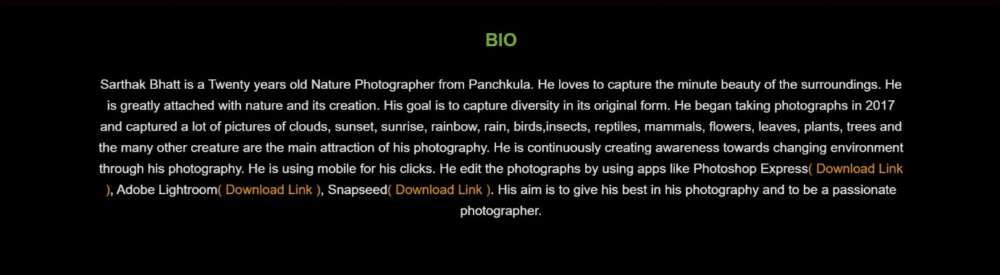 BIO
Sarthak Bhatt is a Twenty years old Nature Photographer from Panchkula. He loves to capture the minute beauty of the surroundings. He
is greatly attached with nature and its creation. His goal is to capture diversity in its original form. He began taking photographs in 2017
and captured a lot of pictures of clouds, sunset, sunrise, rainbow, rain, birds,insects, reptiles, mammals, flowers, leaves, plants, trees and
the many other creature are the main attraction of his photography. He is continuously creating awareness towards changing environment
through his photography. He is using mobile for his clicks. He edit the photographs by using apps like Photoshop Express( Download Link
), Adobe Lightroom( Download Link ), Snapseed( Download Link ). His aim is to give his best in his photography and to be a passionate
photographer.